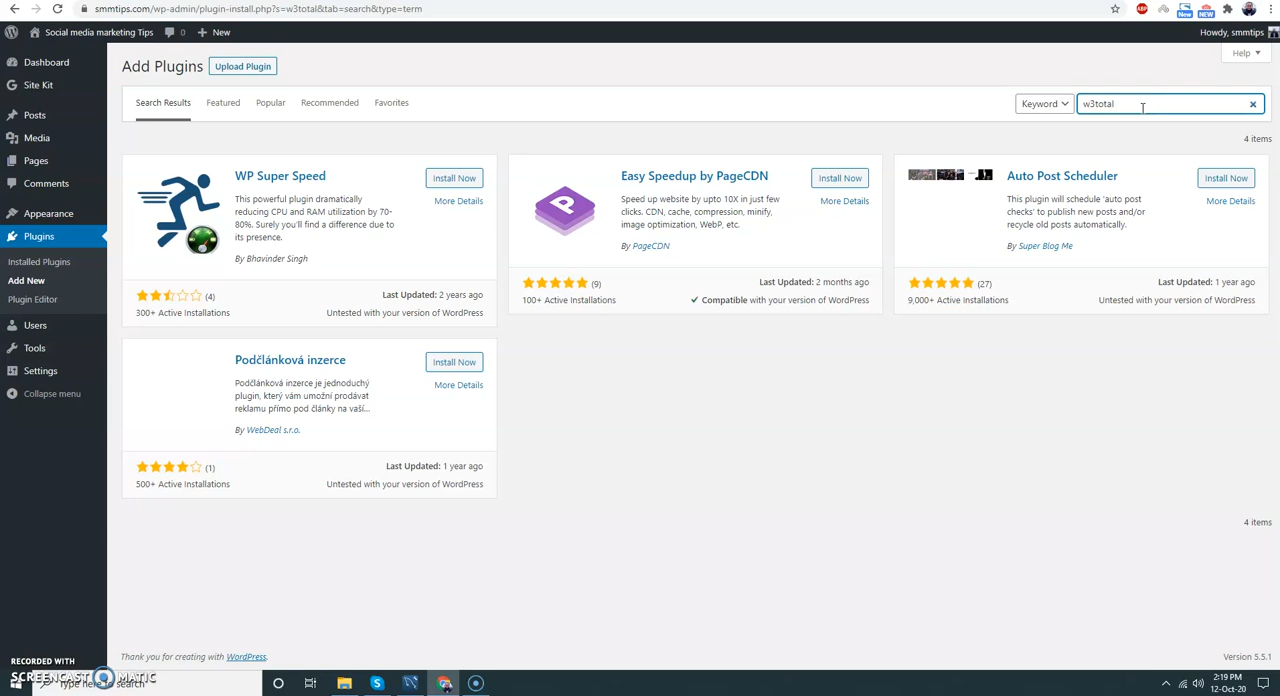 smmtips.com/wp-admin/plugin-install.php?s=w3total&tab=search&type=term
ABP
New
NEW
Social media marketing Tips
0
New
Howdy, smmtips
Dashboard
Site Kit
Posts
Media
Pages
Comments
Appearance
Plugins
Installed Plugins
Add New
Plugin Editor
Users
Tools
Settings
Collapse menu
Help
Add Plugins
Upload Plugin
Search Results
Featured
Popular
Recommended
Favorites
Keyword
w3total
4 items
WP Super Speed
Install Now
More Details
This powerful plugin dramatically
reducing CPU and RAM utilization by 70-
80%. Surely you'll find a difference due to
its presence.
By Bhavinder Singh
(4)
Last Updated: 2 years ago
300+ Active Installations
Untested with your version of WordPress
Easy Speedup by PageCDN
Install Now
More Details
Speed up website by upto 10X in just few
clicks. CDN, cache, compression, minify,
image optimization, WebP, etc.
By PageCDN
(9)
Last Updated: 2 months ago
100+ Active Installations
Compatible with your version of WordPress
Auto Post Scheduler
Install Now
More Details
This plugin will schedule 'auto post
checks' to publish new posts and/or
recycle old posts automatically.
By Super Blog Me
(27)
Last Updated: 1 year ago
9,000+ Active Installations
Untested with your version of WordPress
Podčlánková inzerce
Install Now
More Details
Podčlánková inzerce je jednoduchý
plugin, který vam umožní prodávat
reklamu přímo pod články na vaší...
By WebDeal s.r.o.
(1)
Last Updated: 1 year ago
500+ Active Installations
Untested with your version of WordPress
4 items
Thank you for creating with WordPress.
Version 5.5.1
RECORDED WITH
SCREENCAST MATIC
Type here to search
2:19 PM
12-Oct-20